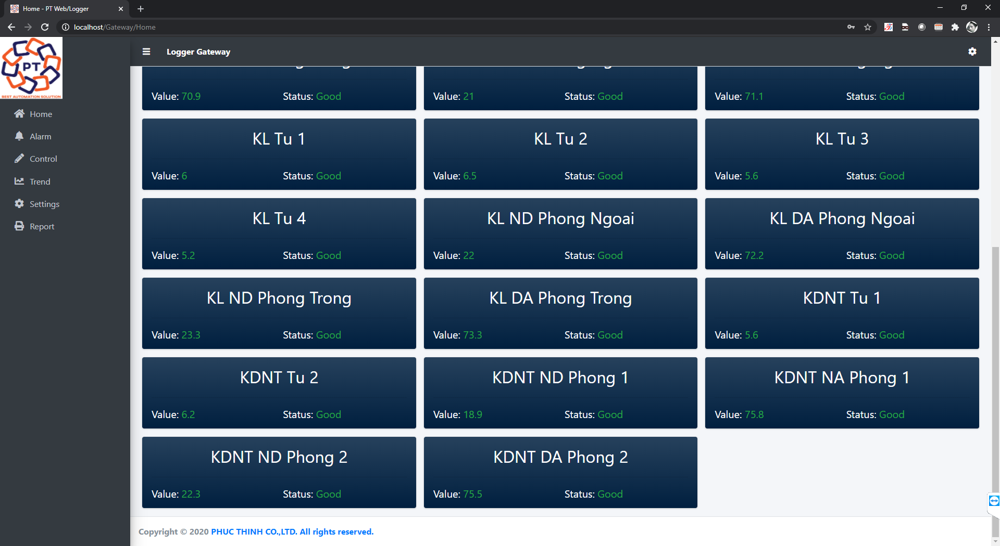 Home - PT Web/Logger
localhost/Gateway/Home
PT
BEST AUTOMATION SOLUTION
Logger Gateway
Home
Alarm
Control
Trend
Settings
Report
Value: 70.9 Status: Good
Value: 21 Status: Good
Value: 71.1 Status: Good
KL Tu 1
Value: 6 Status: Good
KL Tu 2
Value: 6.5 Status: Good
KL Tu 3
Value: 5.6 Status: Good
KL Tu 4
Value: 5.2 Status: Good
KL ND Phong Ngoai
Value: 22 Status: Good
KL DA Phong Ngoai
Value: 72.2 Status: Good
KL ND Phong Trong
Value: 23.3 Status: Good
KL DA Phong Trong
Value: 73.3 Status: Good
KDNT Tu 1
Value: 5.6 Status: Good
KDNT Tu 2
Value: 6.2 Status: Good
KDNT ND Phong 1
Value: 18.9 Status: Good
KDNT NA Phong 1
Value: 75.8 Status: Good
KDNT ND Phong 2
Value: 22.3 Status: Good
KDNT DA Phong 2
Value: 75.5 Status: Good
Copyright © 2020 PHUC THINH CO.,LTD. All rights reserved.